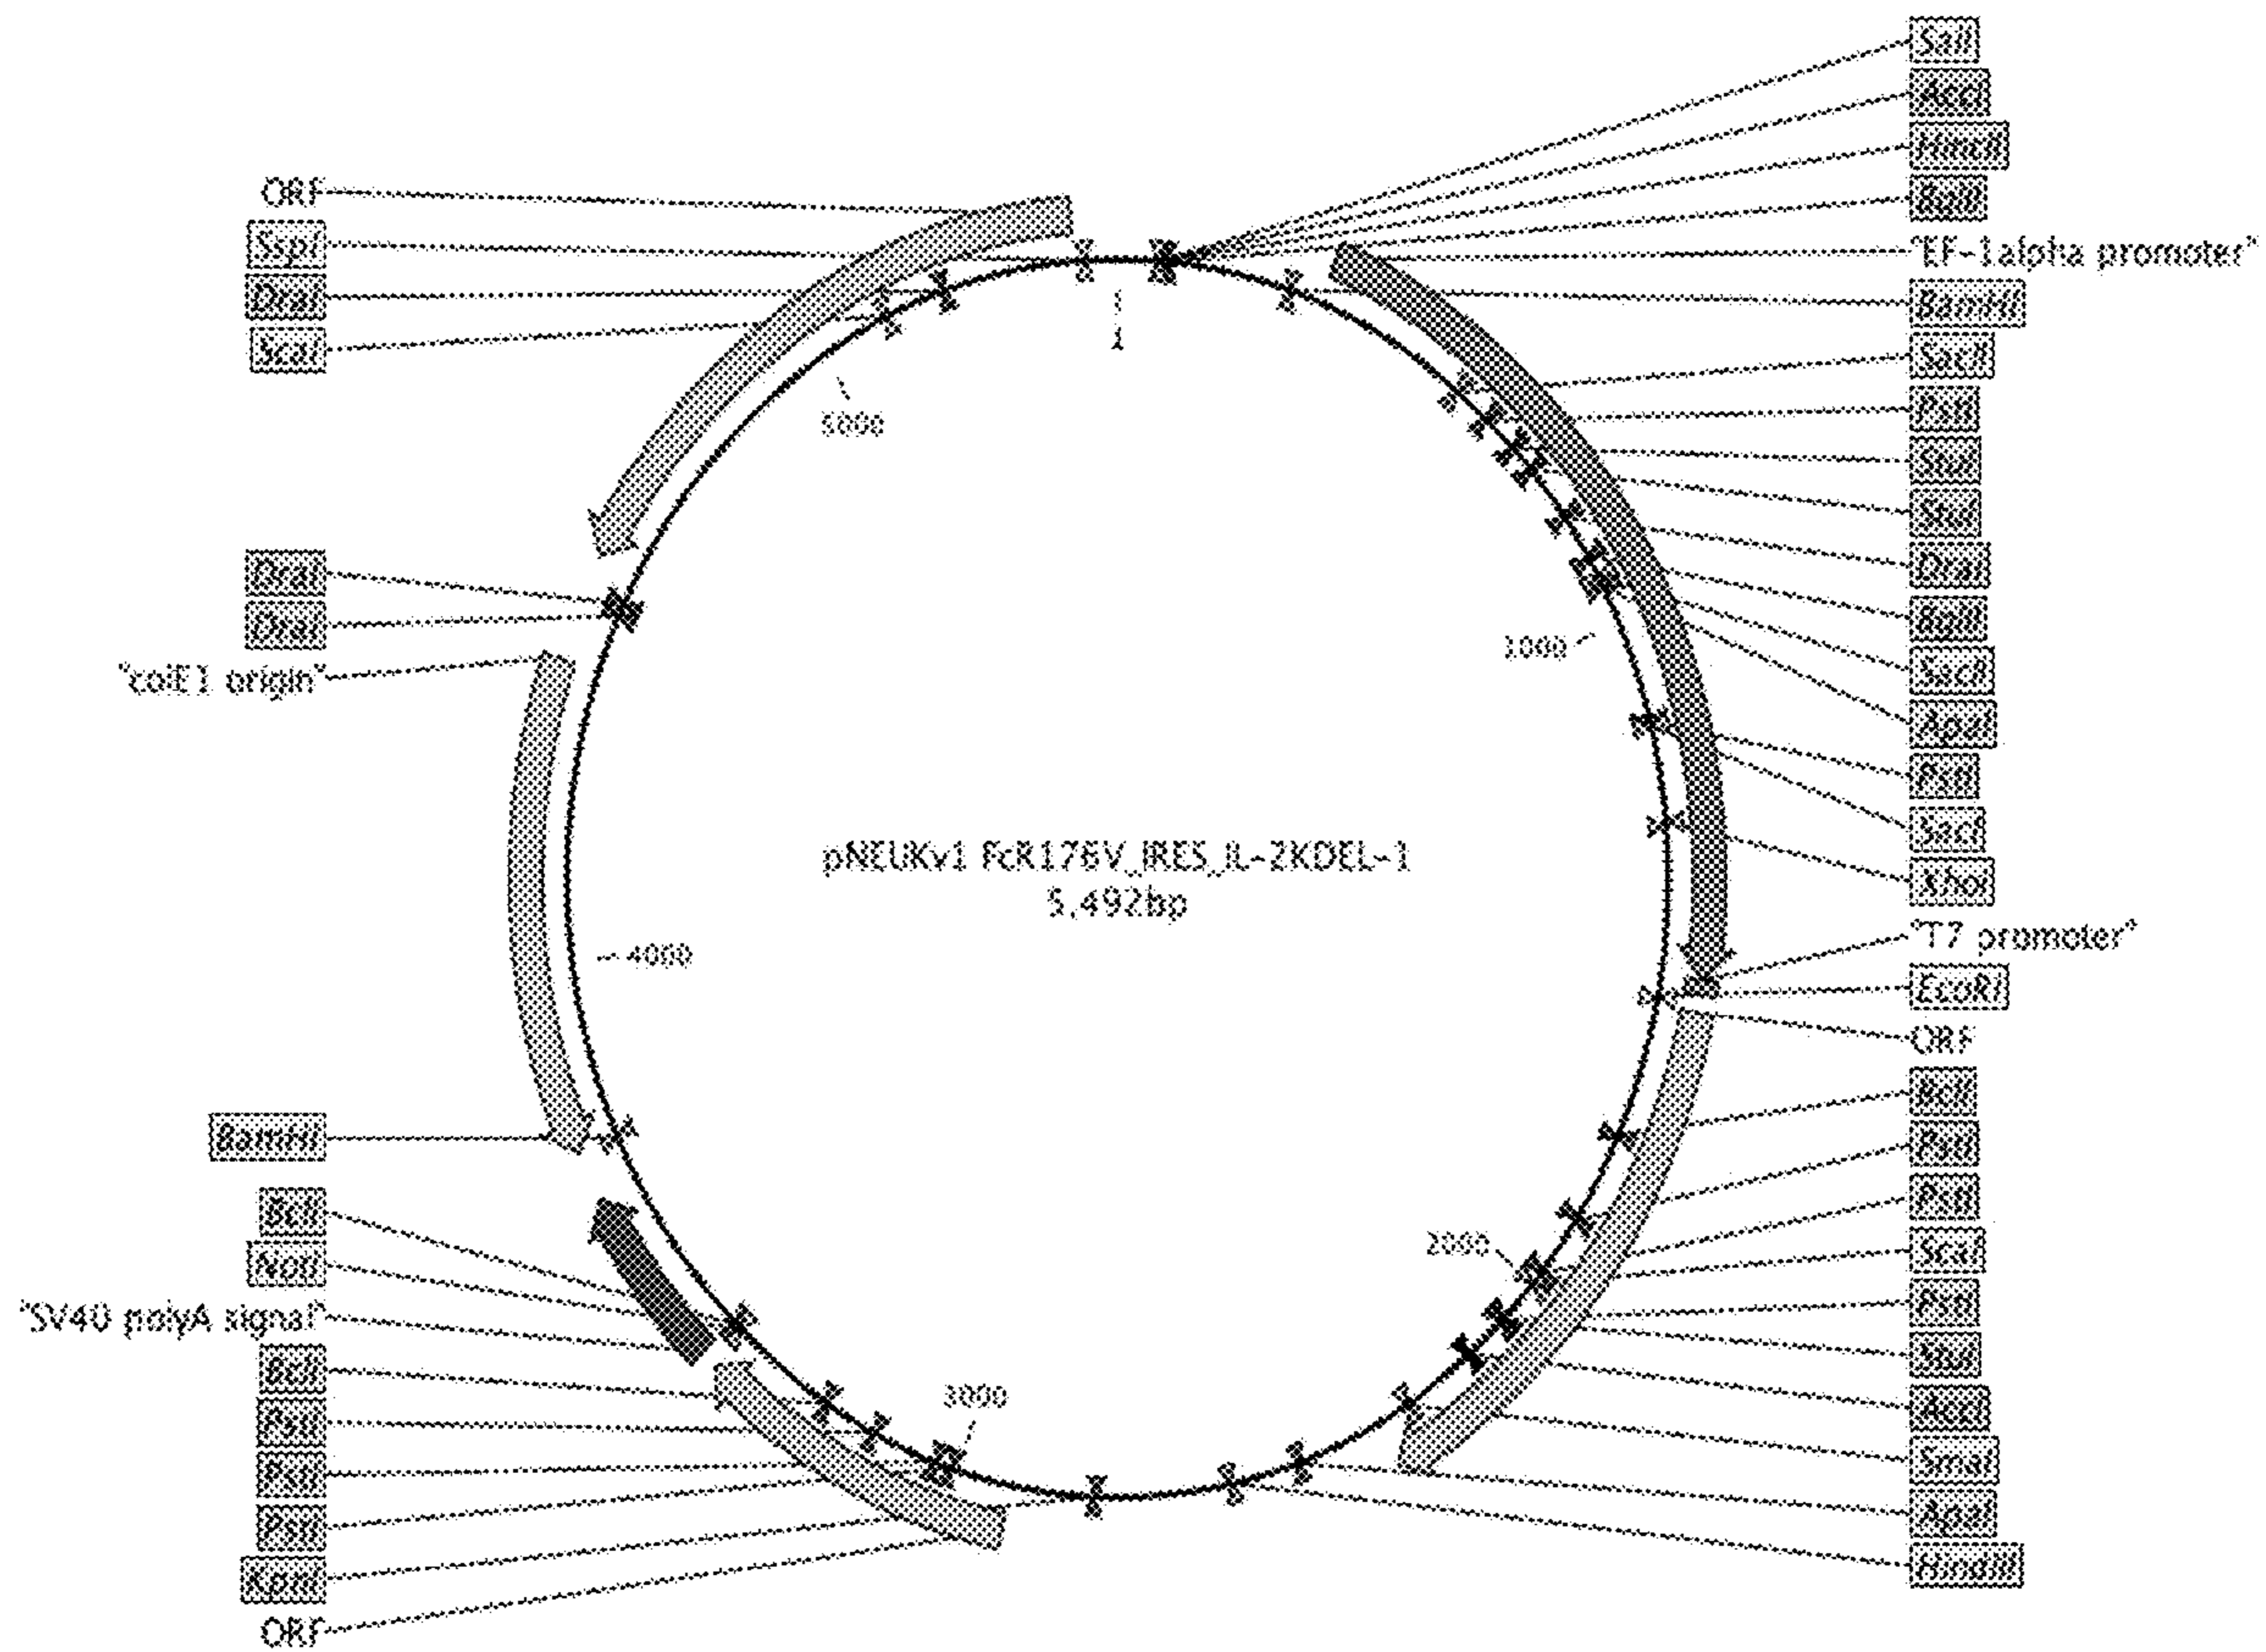 SalI
AccI
HincII
BglII
"EF-1alpha promoter"
BamHI
SacII
PstI
StuI
StuI
DraI
BglII
SacII
ApaI
PstI
SacI
XhoI
"T7 promoter"
EcoRI
ORF
BclI
PstI
PstI
ScaI
PstI
StuI
AccI
SmaI
ApaI
HindIII
ORF
SspI
DraI
ScaI
DraI
DraI
"colE1 origin"
BamHI
BclI
NotI
"SV40 polyA signal"
BclI
PstI
PstI
PstI
KpnI
ORF
1
1000
2000
3000
4000
5000
pNEUKv1 FcR176V_IRES_IL-2KDEL-1
5,492bp